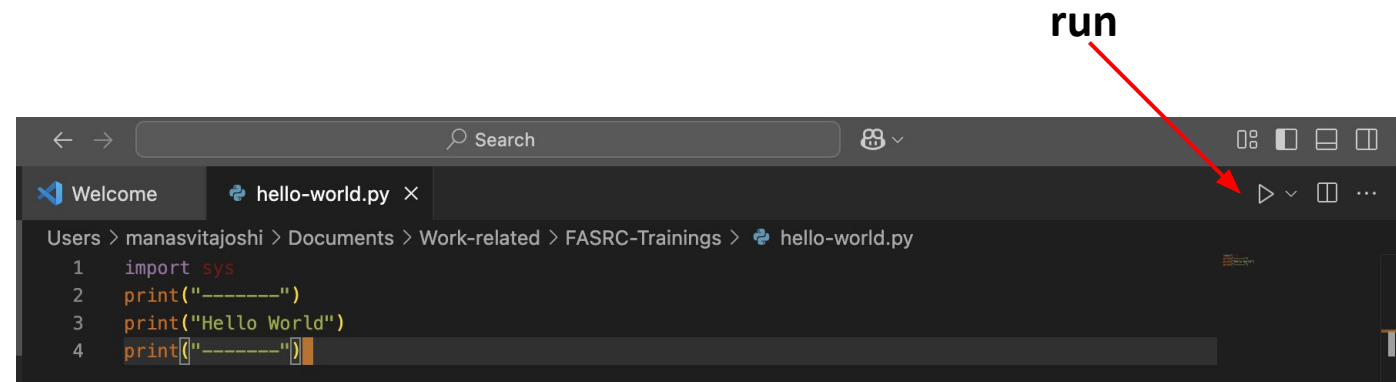 run
Search
Welcome hello-world.py
Users > manasvitajoshi > Documents > Work-related > FASRC-Trainings > hello-world.py
1 import sys
2 print("-------")
3 print("Hello World")
4 print("-------")